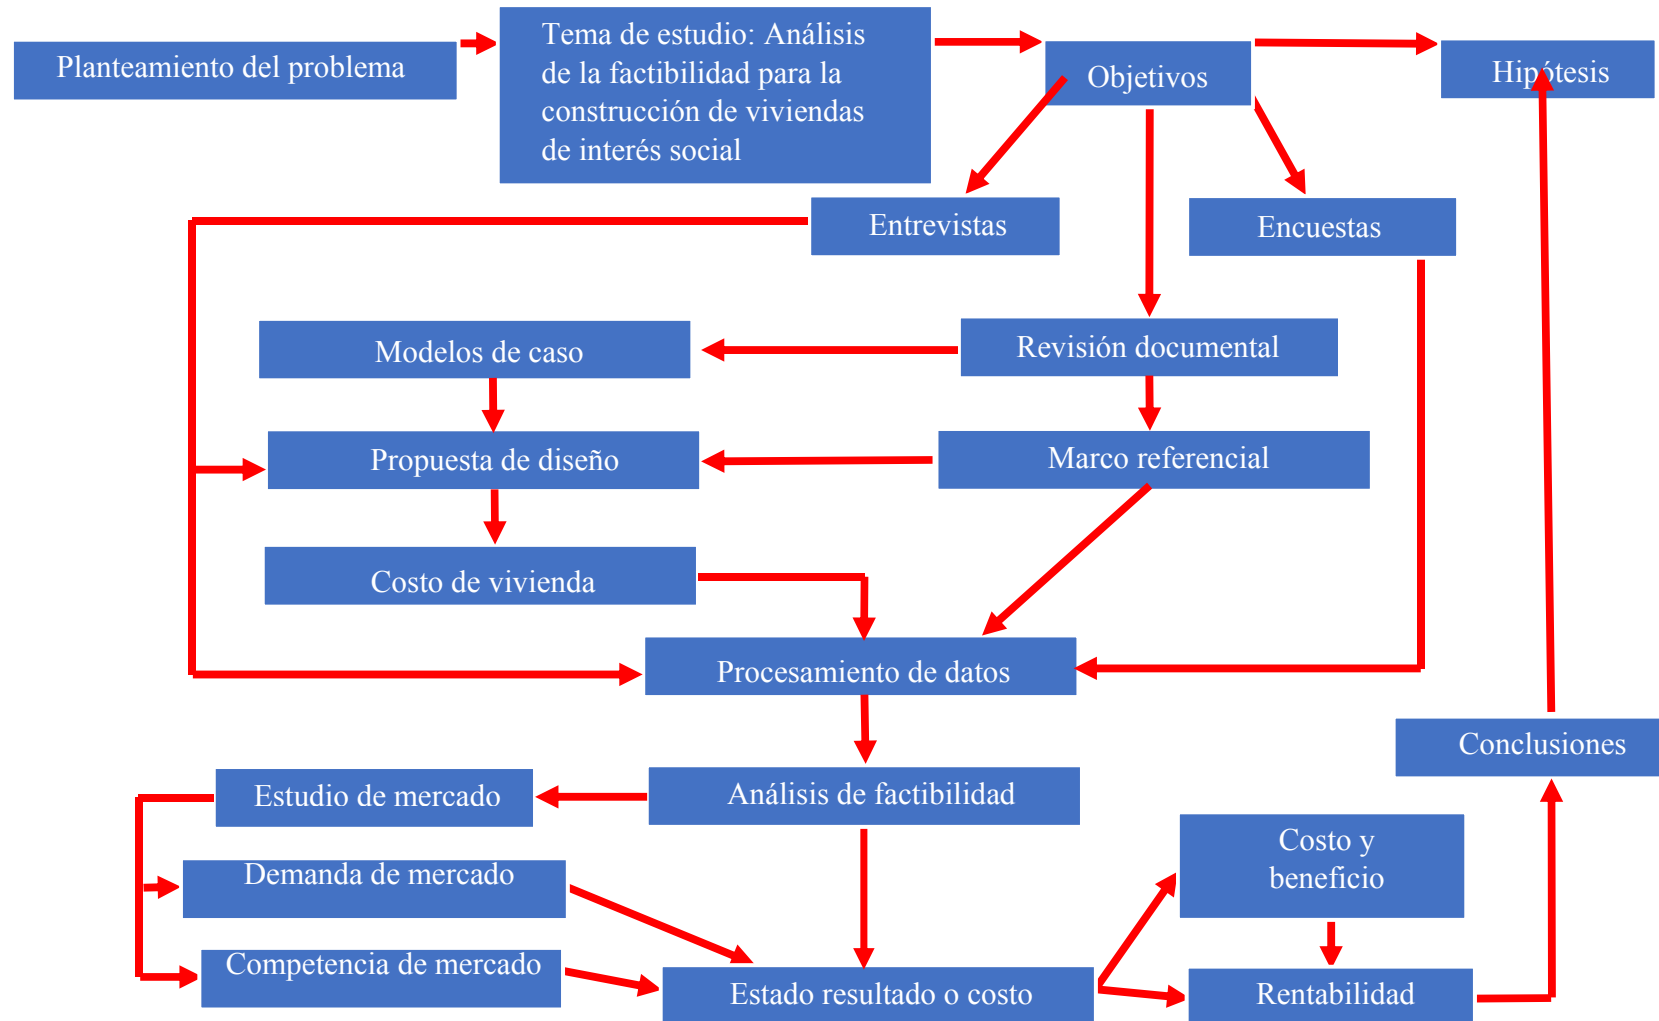 Planteamiento del problema
Tema de estudio: Análisis
de la factibilidad para la
construcción de viviendas
de interés social
Objetivos
Hipótesis
Entrevistas
Encuestas
Modelos de caso
Revisión documental
Propuesta de diseño
Marco referencial
Costo de vivienda
Procesamiento de datos
Conclusiones
Estudio de mercado
Análisis de factibilidad
Costo y
beneficio
Demanda de mercado
Competencia de mercado
Estado resultado o costo
Rentabilidad